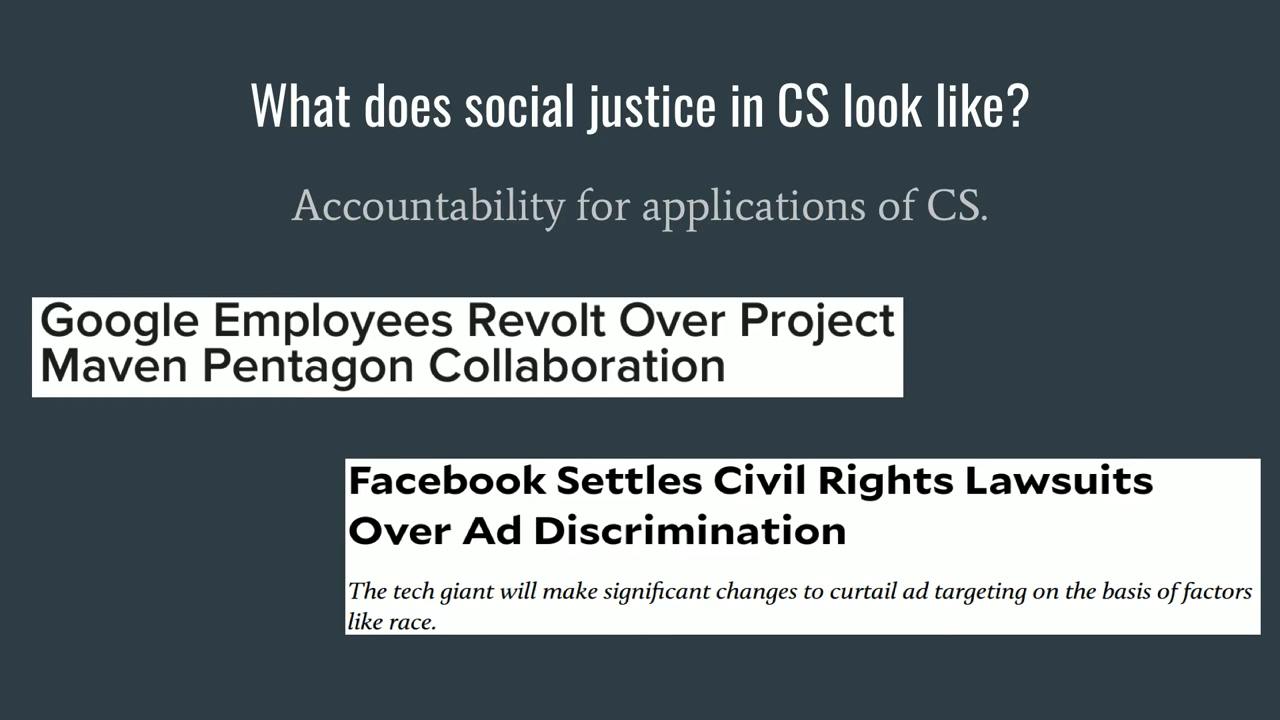 What does social justice in CS look like?
Accountability for applications of CS.
Google Employees Revolt Over Project
Maven Pentagon Collaboration
Facebook Settles Civil Rights Lawsuits
Over Ad Discrimination
The tech giant will make significant changes to curtail ad targeting on the basis of factors
like race.